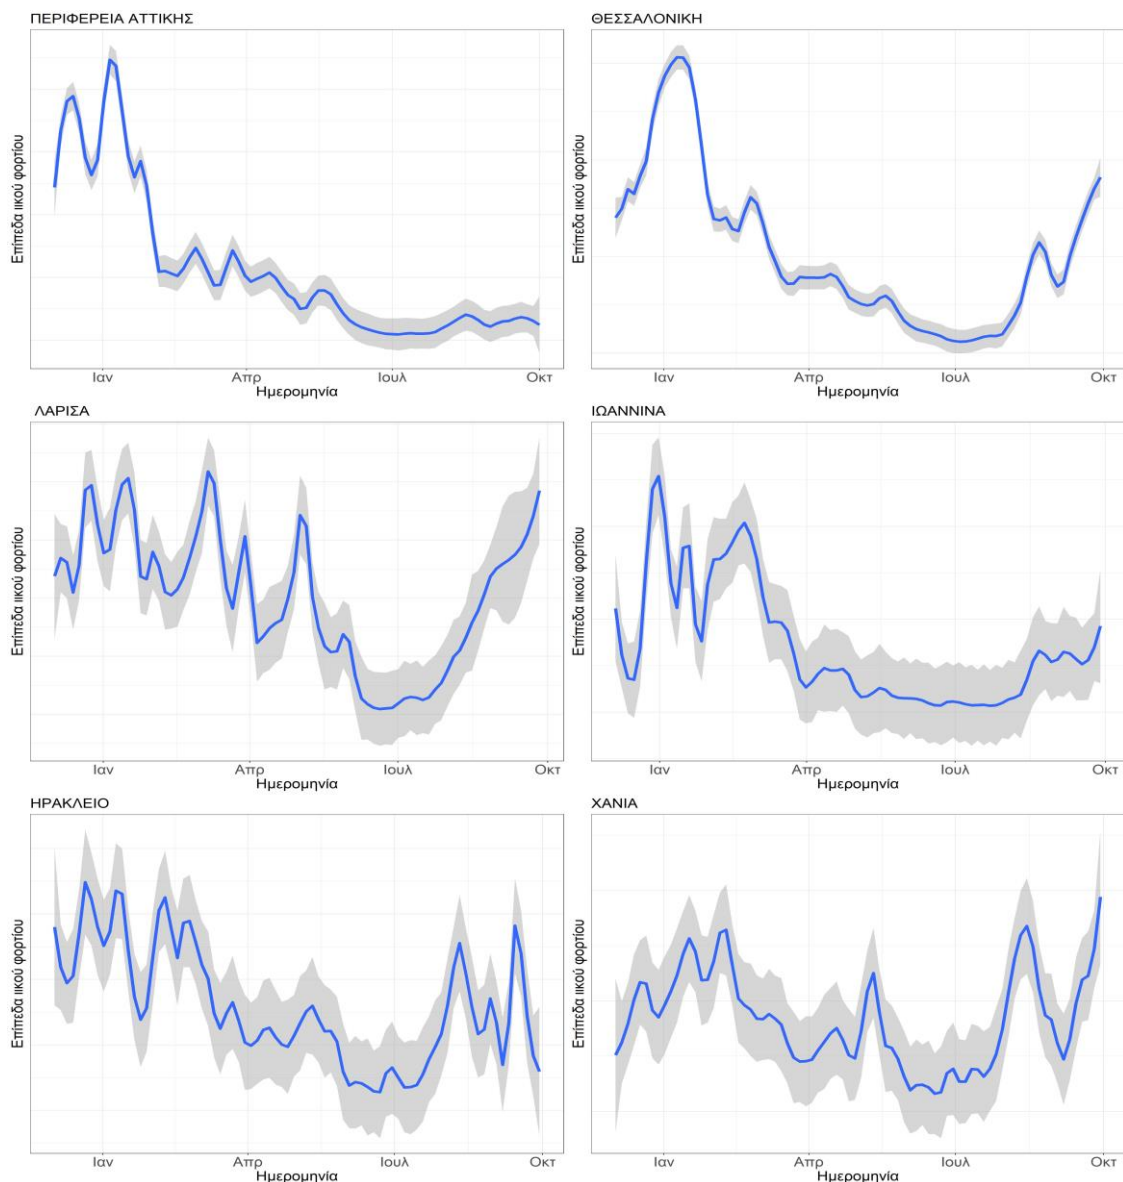 ΠΕΡΙΦΕΡΕΙΑ ΑΤΤΙΚΗΣ
Επίπεδα ιικού φορτίου
Ιαν Απρ Ιουλ Οκτ
Ημερομηνία
ΘΕΣΣΑΛΟΝΙΚΗ
Επίπεδα ιικού φορτίου
Ιαν Απρ Ιουλ Οκτ
Ημερομηνία
ΛΑΡΙΣΑ
Επίπεδα ιικού φορτίου
Ιαν Απρ Ιουλ Οκτ
Ημερομηνία
ΙΩΑΝΝΙΝΑ
Επίπεδα ιικού φορτίου
Ιαν Απρ Ιουλ Οκτ
Ημερομηνία
ΗΡΑΚΛΕΙΟ
Επίπεδα ιικού φορτίου
Ιαν Απρ Ιουλ Οκτ
Ημερομηνία
ΧΑΝΙΑ
Επίπεδα ιικού φορτίου
Ιαν Απρ Ιουλ Οκτ
Ημερομηνία